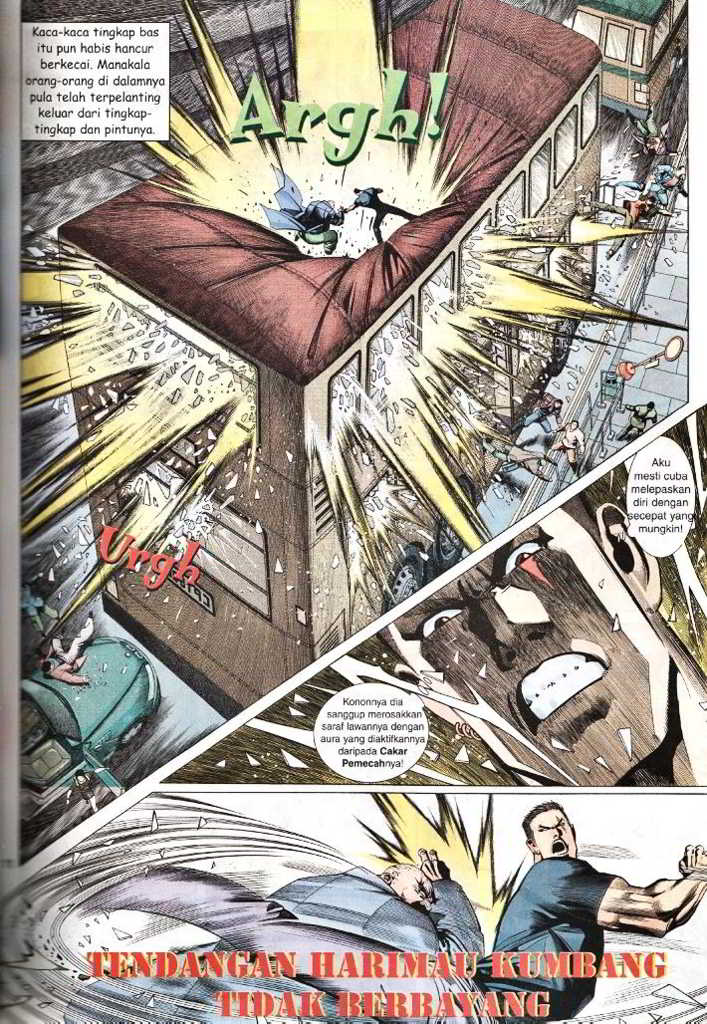 Kaca-kaca tingkap bas
itu pun habis hancur
berkecai. Manakala
orang-orang di dalamnya
pula telah terpelanting
keluar dari tingkap-
tingkap dan pintunya.
Argh!
Urgh
Aku
mesti cuba
melepaskan
diri dengan
secepat yang
mungkin!
Kononnya dia
sanggup merosakkan
saraf lawannya dengan
aura yang diaktifkannya
daripada Cakar
Pemecahnya!
TENDANGAN HARIMAU KUMBANG
TIDAK BERBAYANG